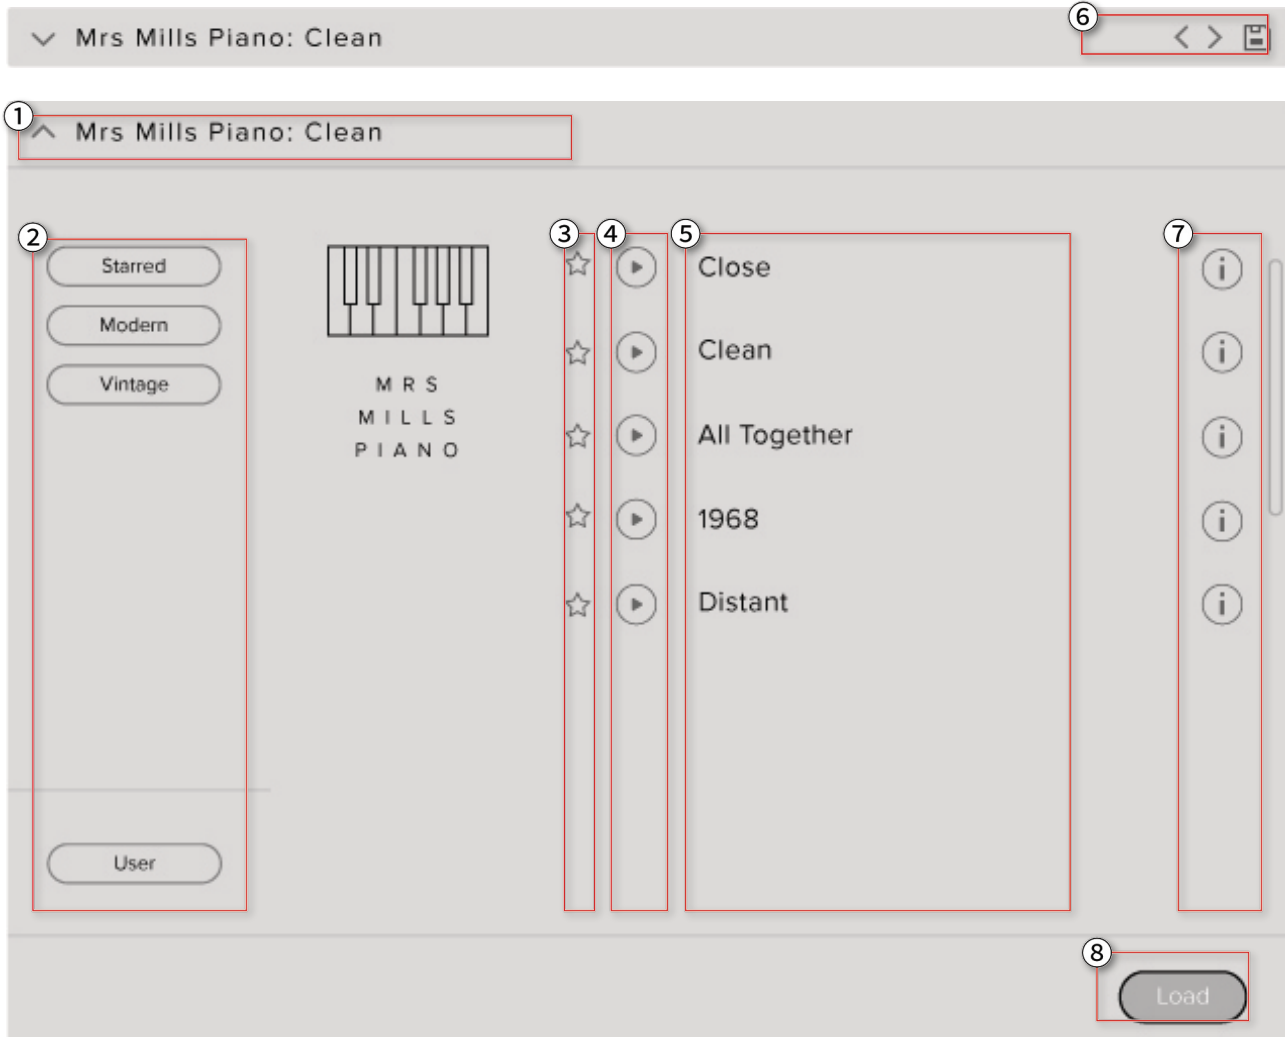 6
Mrs Mills Piano: Clean
1
Mrs Mills Piano: Clean
2
3
4
5
7
Starred
Modern
Vintage
User
MRS
MILLS
PIANO
Close
Clean
All Together
1968
Distant
8
Load